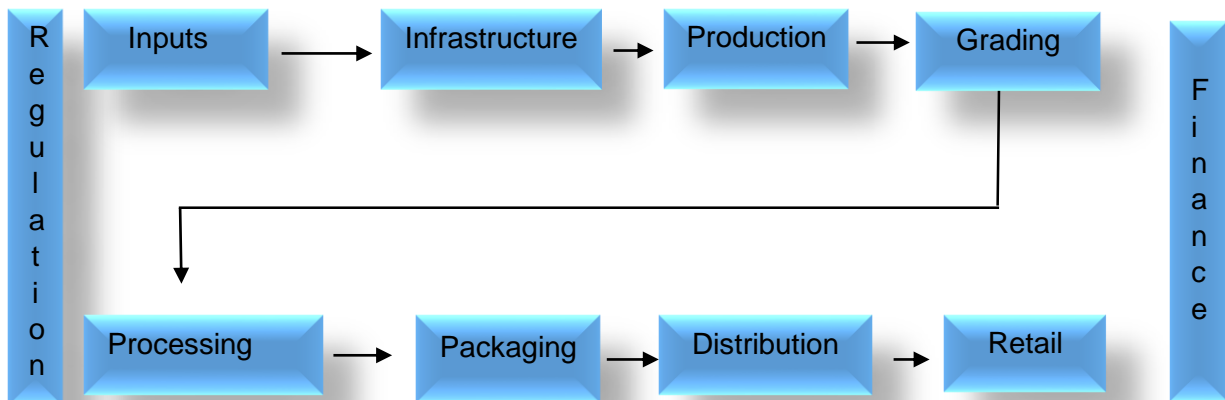 Regulation
Inputs
Infrastructure
Production
Grading
Finance
Processing
Packaging
Distribution
Retail